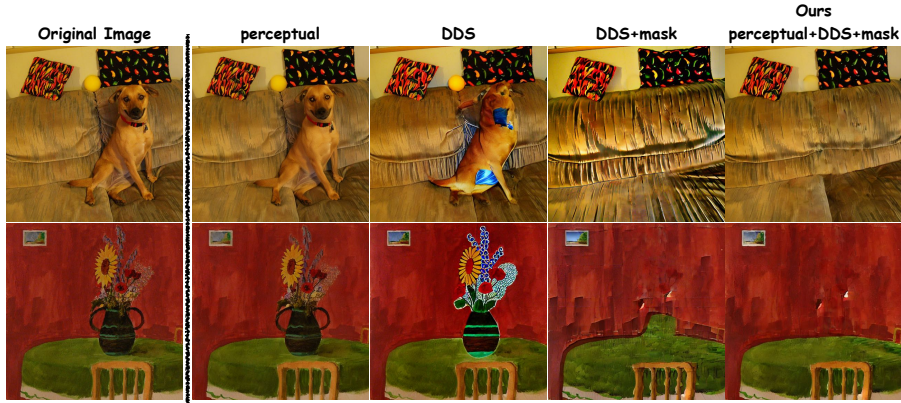 Original Image
perceptual
DDS
DDS+mask
Ours
perceptual+DDS+mask